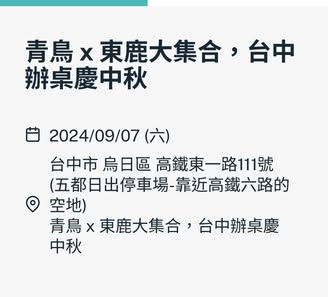 青鳥 x 東鹿大集合，台中
辦桌慶中秋
2024/09/07 (六)
台中市 烏日區 高鐵東一路111號
(五都日出停車場-靠近高鐵六路的
空地)
青鳥 x 東鹿大集合，台中辦桌慶
中秋